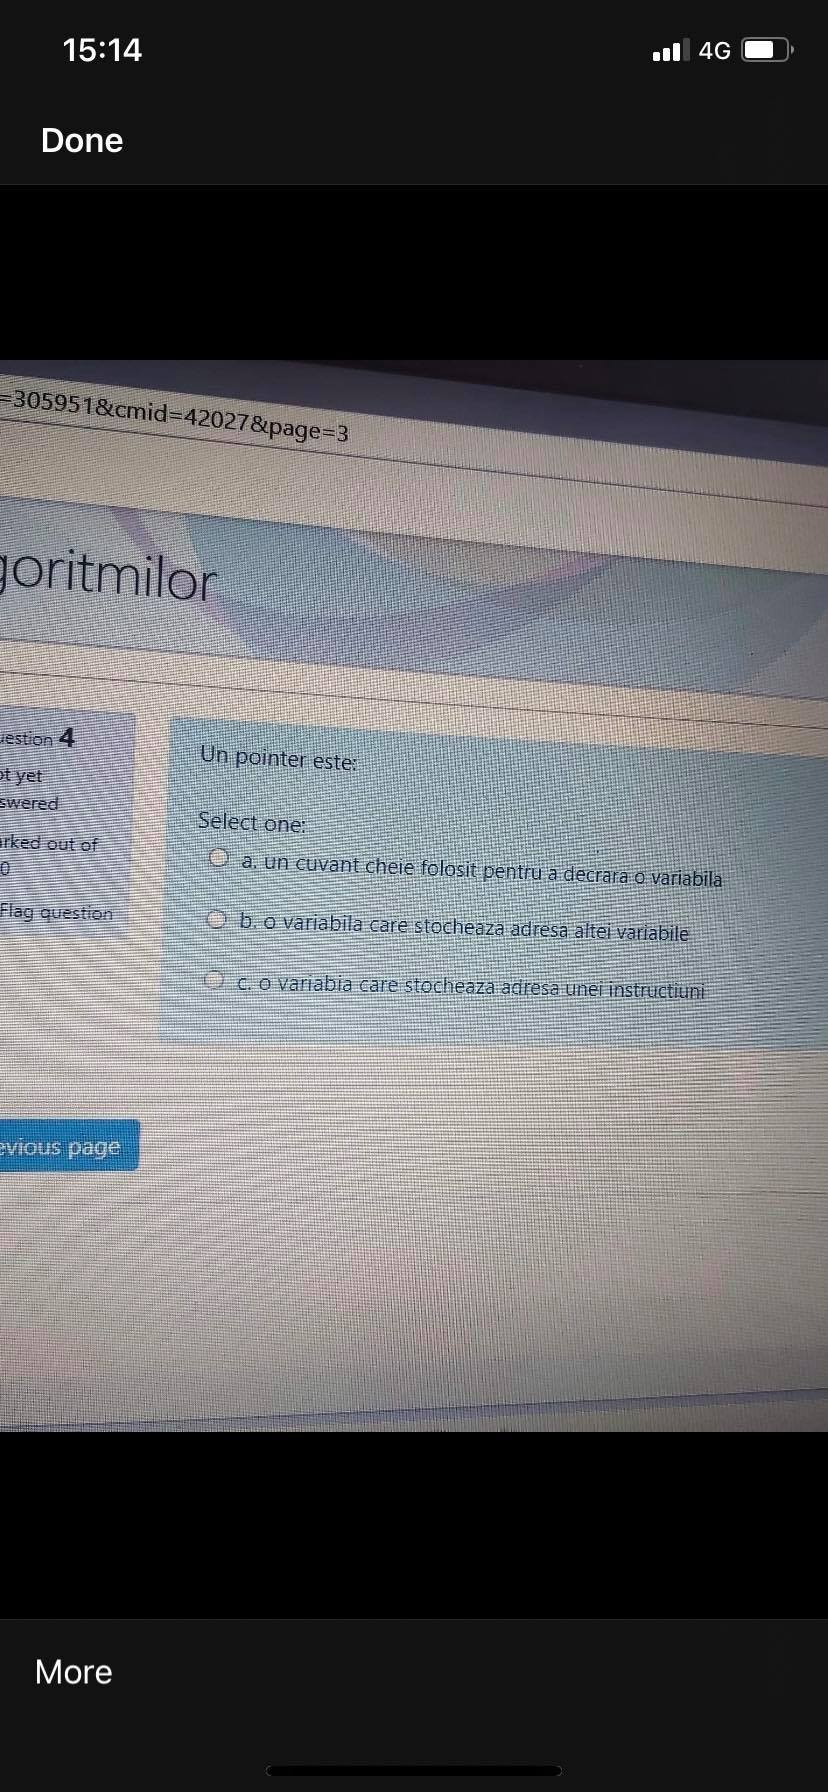 15:14
4G
Done
=305951&cmid=42027&page=3
goritmilor
uestion 4
ot yet
swered
arked out of
0
Flag question
Un pointer este:
Select one:
a. un cuvant cheie folosit pentru a decrara o variabila
b. o variabila care stocheaza adresa altei variabile
c. o variabia care stocheaza adresa unei instructiuni
evious page
More